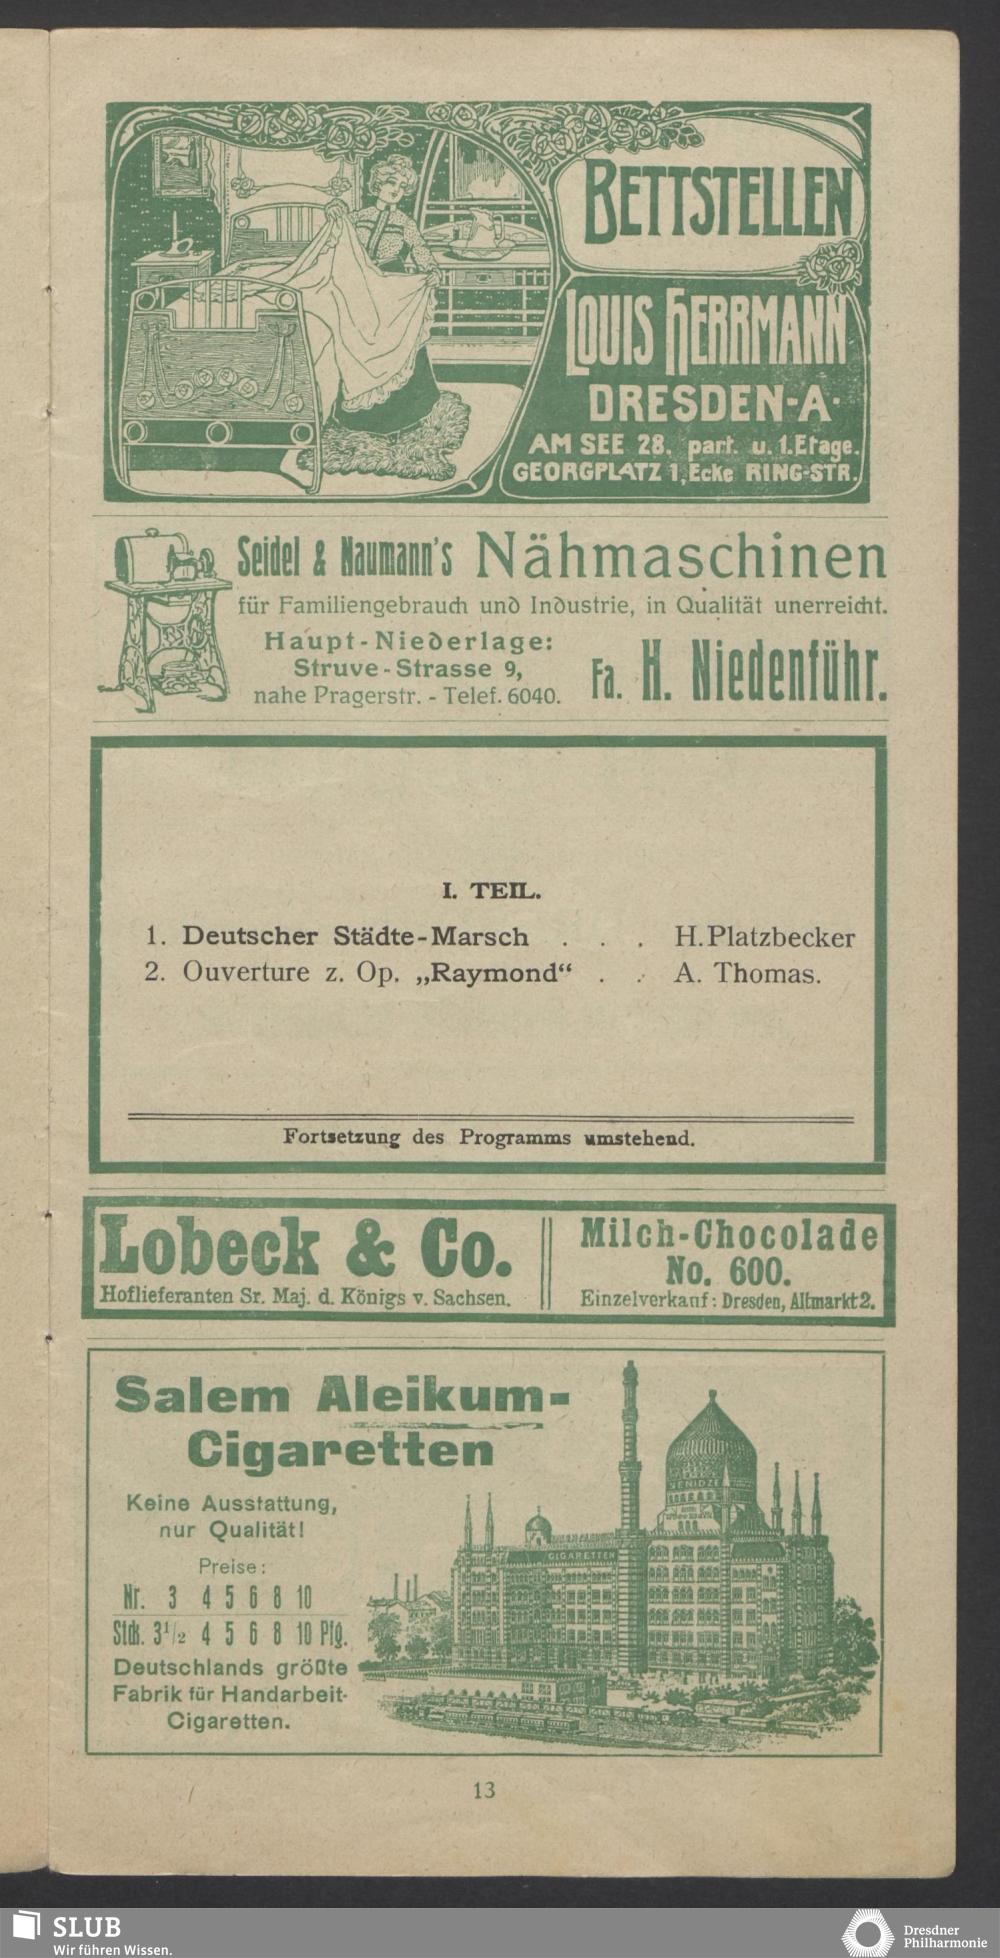 BETTSTELLEN
LOUIS HERRMANN
DRESDEN-A.
AM SEE 28. part. u. 1.Etage.
GEORGPLATZ 1, Ecke RING-STR.
Seidel & Naumann's Nähmaschinen
für Familiengebrauch und Industrie, in Qualität unerreicht.
Haupt-Niederlage:
Struve-Strasse 9,
nahe Pragerstr. - Telef. 6040.
Fa. H. Niedenführ.
I. TEIL.
1. Deutscher Städte-Marsch . . . H. Platzbecker
2. Ouverture z. Op. „Raymond“ . . A. Thomas.
Fortsetzung des Programms umstehend.
Lobeck & Co.
Hoflieferanten Sr. Maj. d. Königs v. Sachsen.
Milch-Chocolade
No. 600.
Einzelverkauf: Dresden, Altmarkt 2.
Salem Aleikum-
Cigaretten
Keine Ausstattung,
nur Qualität!
Preise:
Nr. 3 4 5 6 8 10
Stck. 3 1/2 4 5 6 8 10 Pfg.
Deutschlands größte
Fabrik für Handarbeit-
Cigaretten.
YENIDZE
CIGARETTEN
13
SLUB
Wir führen Wissen.
Dresdner
Philharmonie